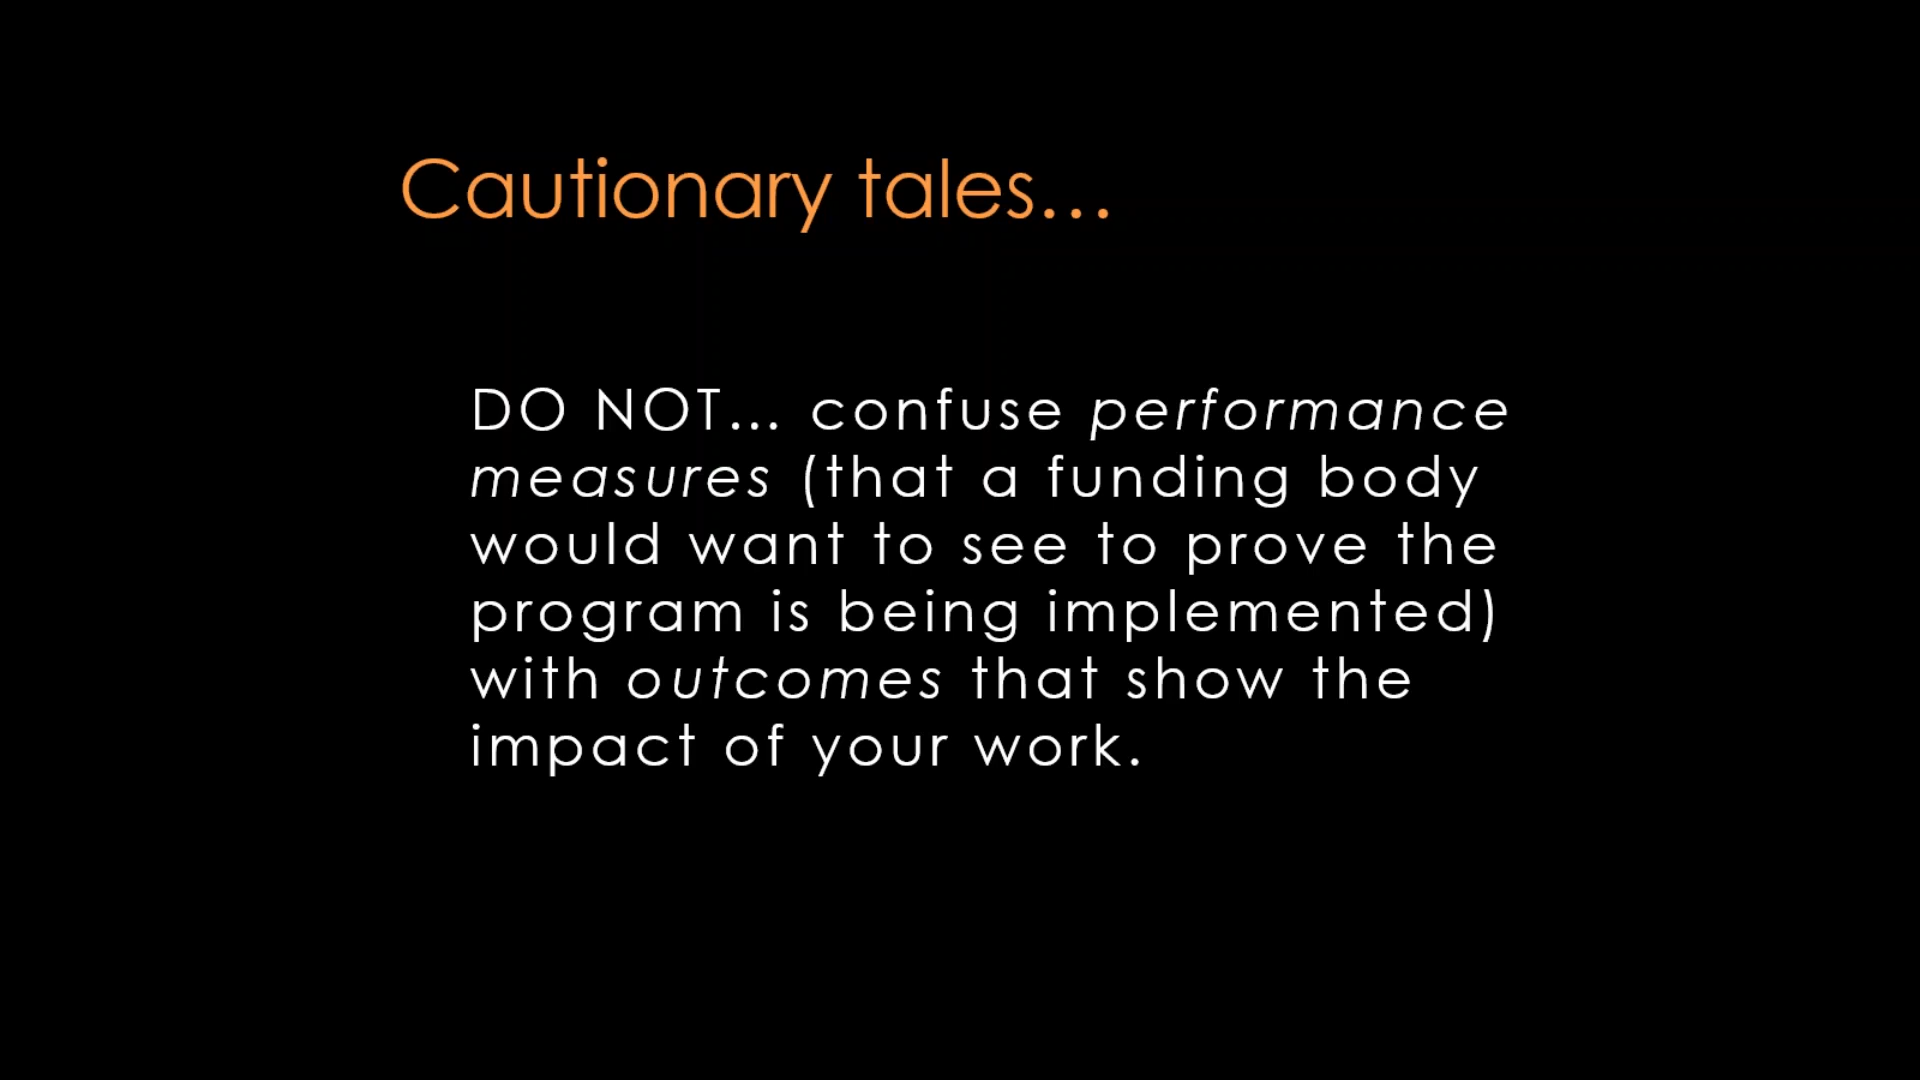 Cautionary tales...
DO NOT... confuse performance
measures (that a funding body
would want to see to prove the
program is being implemented)
with outcomes that show the
impact of your work.